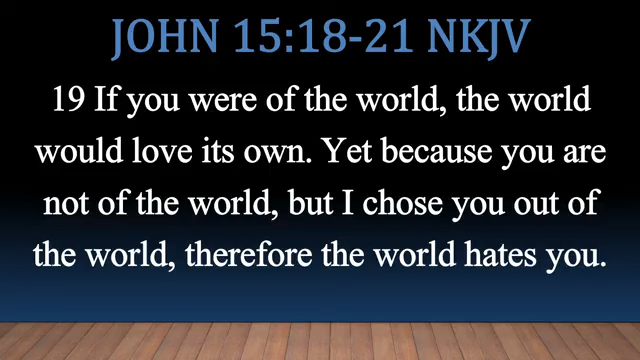 JOHN 15:18-21 NKJV
19 If you were of the world, the world
would love its own. Yet because you are
not of the world, but I chose you out of
the world, therefore the world hates you.